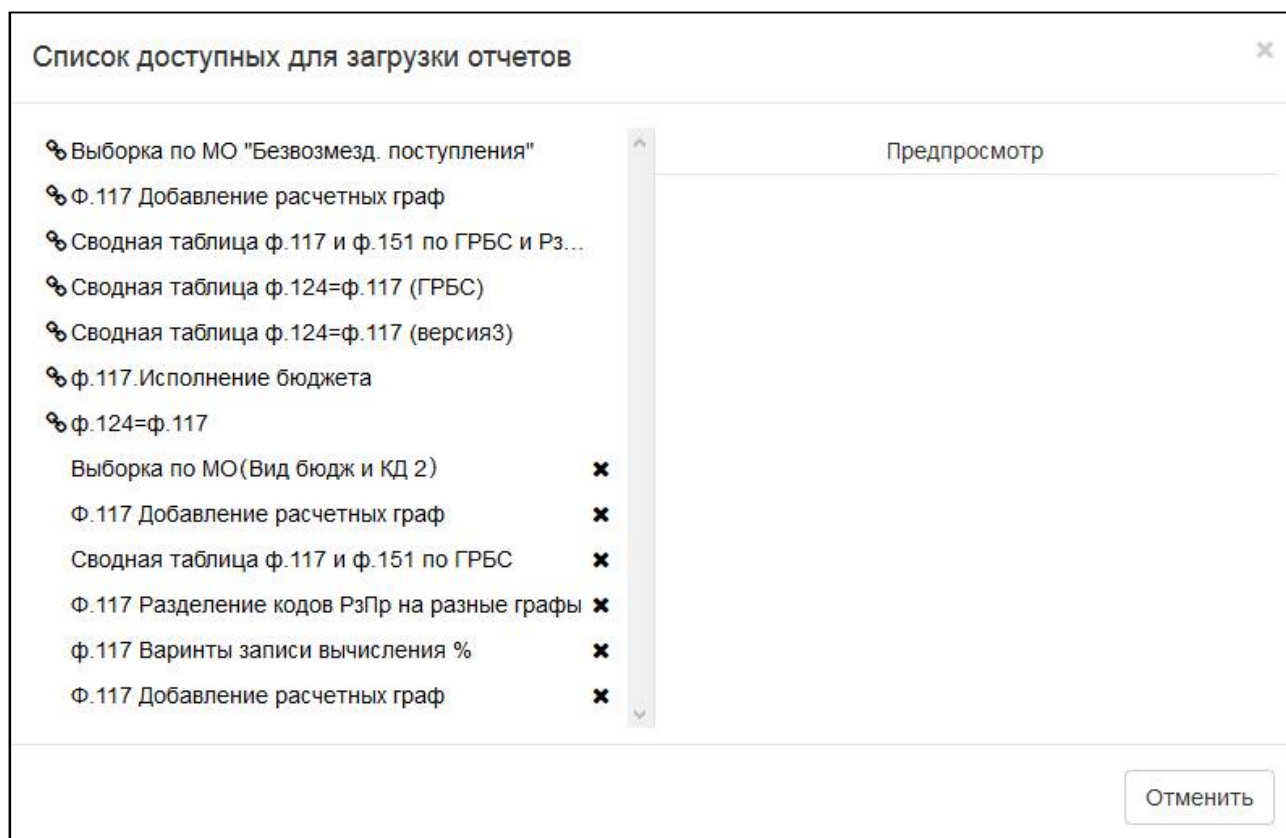 Список доступных для загрузки отчетов
Выборка по МО "Безвозмезд. поступления"
Предпросмотр
Ф.117 Добавление расчетных граф
Сводная таблица ф.117 и ф.151 по ГРБС и Рз...
Сводная таблица ф.124=ф.117 (ГРБС)
Сводная таблица ф.124=ф.117 (версия3)
ф.117.Исполнение бюджета
ф.124=ф.117
Выборка по МО(Вид бюдж и КД 2)
Ф.117 Добавление расчетных граф
Сводная таблица ф.117 и ф.151 по ГРБС
Ф.117 Разделение кодов РзПр на разные графы
ф.117 Варинты записи вычисления %
Ф.117 Добавление расчетных граф
Отменить